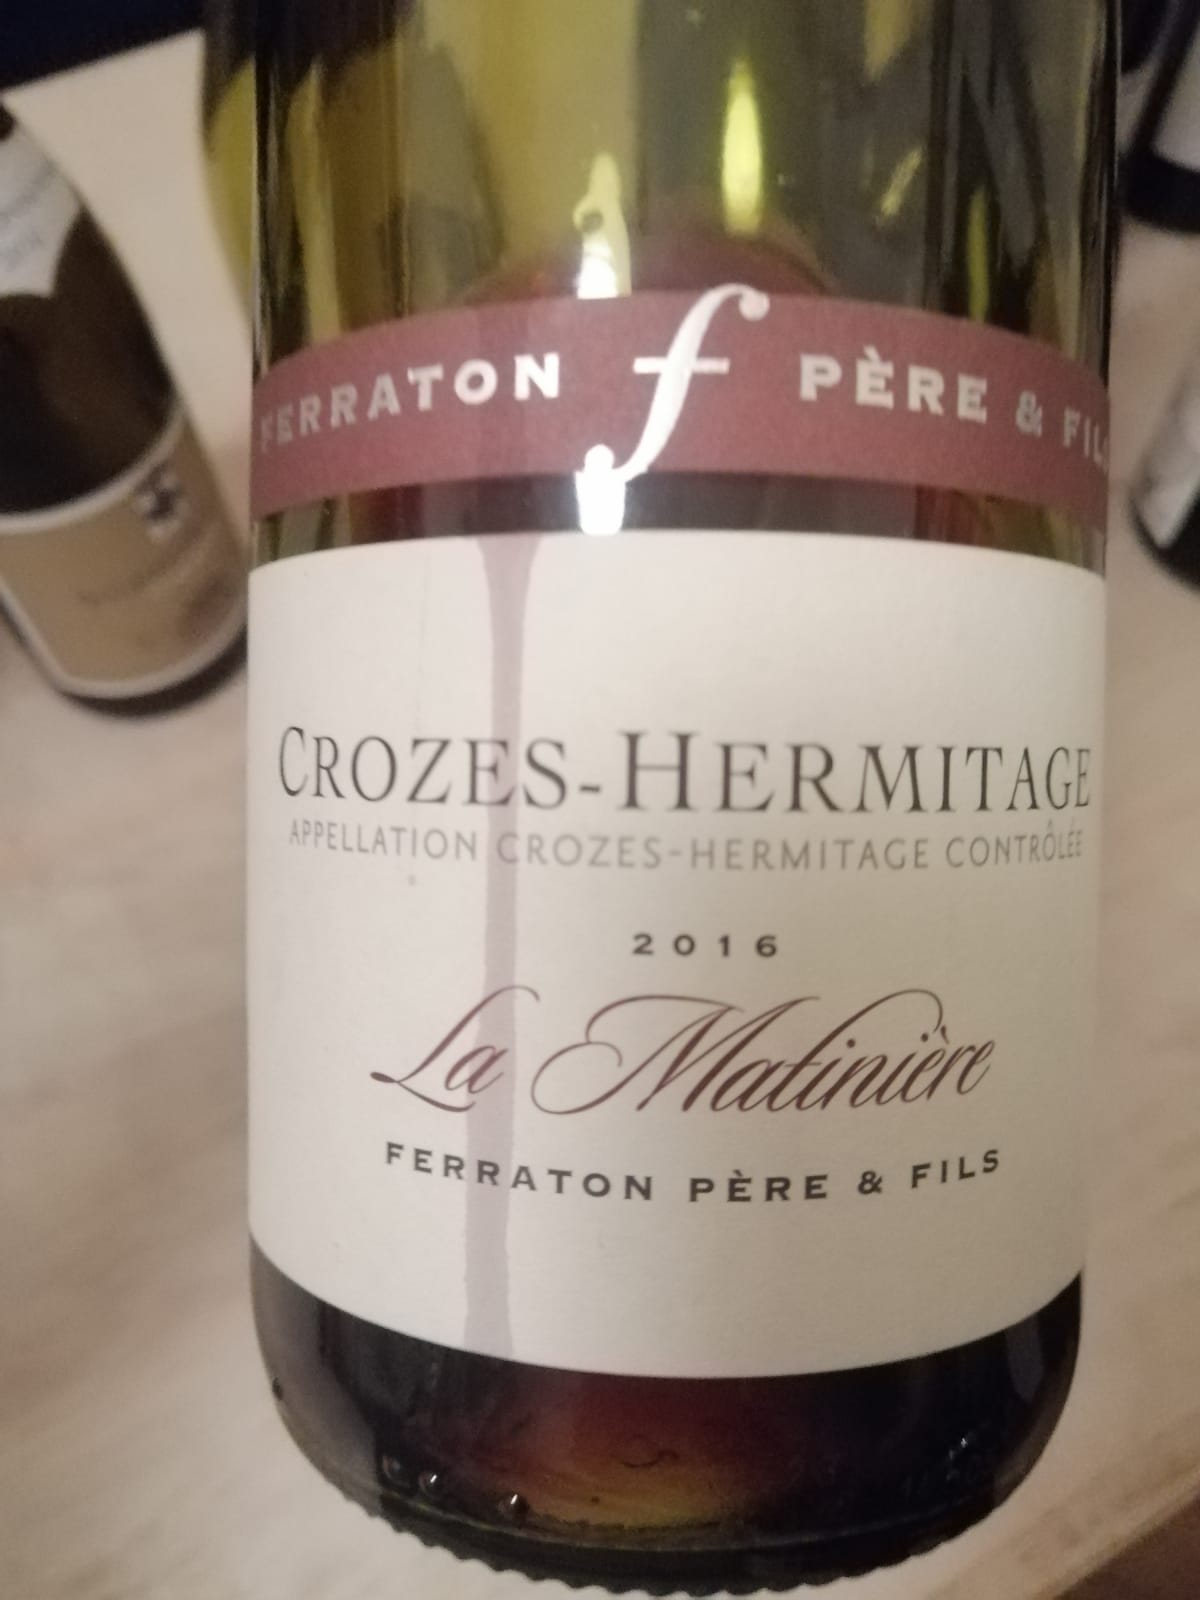 FERRATON f PÈRE & FILS
CROZES-HERMITAGE
APPELLATION CROZES-HERMITAGE CONTRÔLÉE
2016
La Matinière
FERRATON PÈRE & FILS